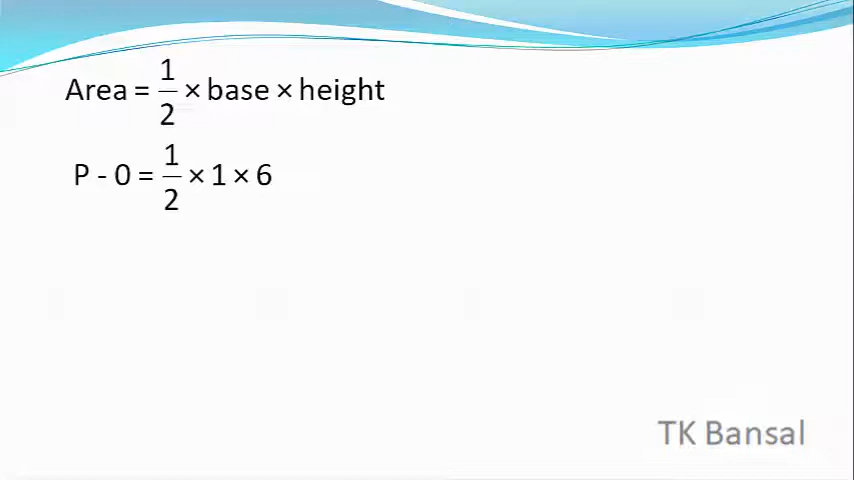 Area = 1/2 × base × height
P - 0 = 1/2 × 1 × 6
TK Bansal